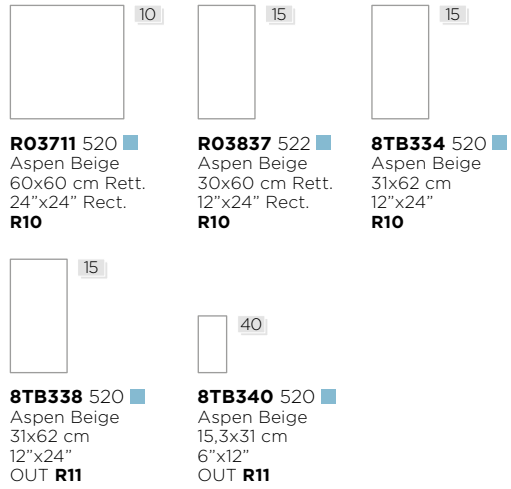 10
R03711 520
Aspen Beige
60x60 cm Rett.
24”x24” Rect.
R10
15
R03837 522
Aspen Beige
30x60 cm Rett.
12”x24” Rect.
R10
15
8TB334 520
Aspen Beige
31x62 cm
12”x24”
R10
15
8TB338 520
Aspen Beige
31x62 cm
12”x24”
OUT R11
40
8TB340 520
Aspen Beige
15,3x31 cm
6”x12”
OUT R11